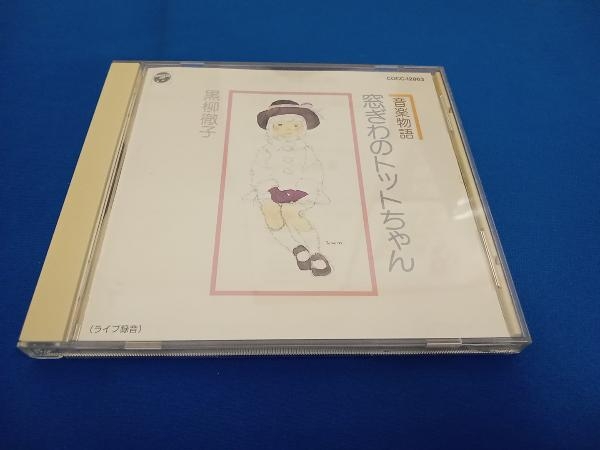 COCC-12863
音楽物語
窓ぎわのトットちゃん
黒柳徹子
(ライブ録音)